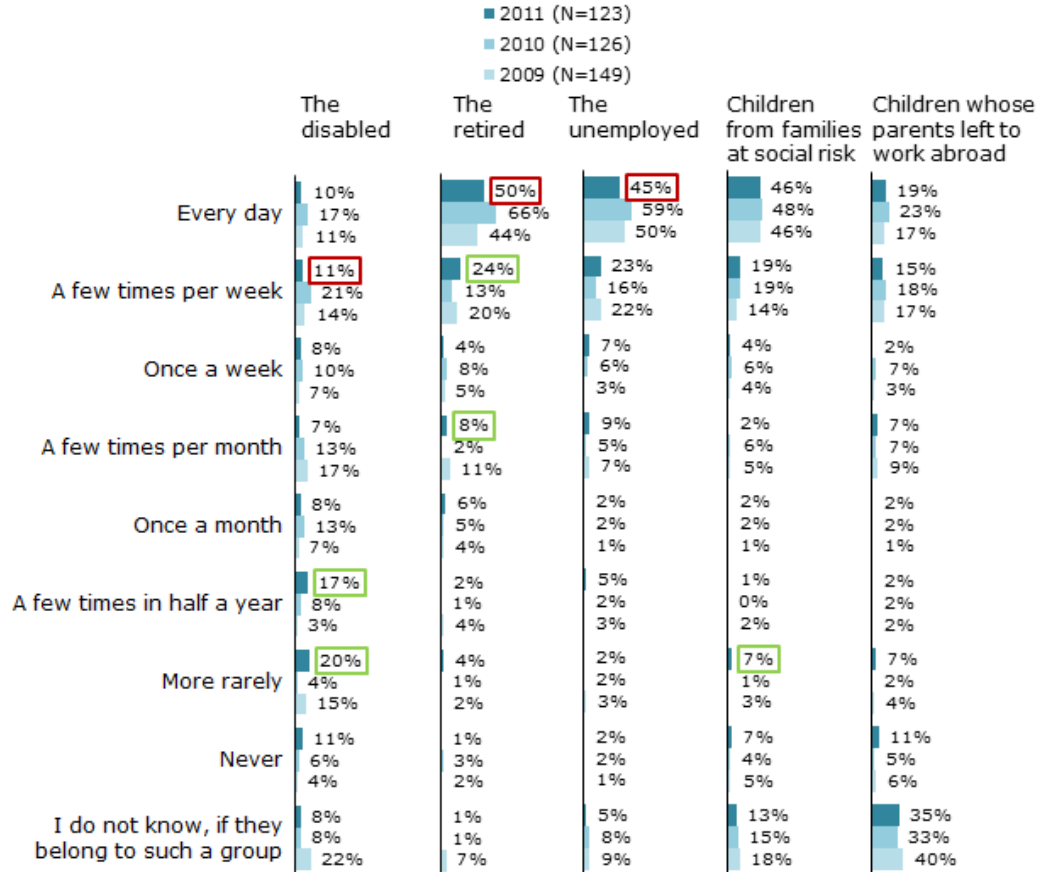 2011 (N=123)
2010 (N=126)
2009 (N=149)
The disabled
The retired
The unemployed
Children from families at social risk
Children whose parents left to work abroad
Every day
10% 50% 45% 46% 19%
17% 66% 59% 48% 23%
11% 44% 50% 46% 17%
A few times per week
11% 24% 23% 19% 15%
21% 13% 16% 19% 18%
14% 20% 22% 14% 17%
Once a week
8% 4% 7% 4% 2%
10% 8% 6% 6% 7%
7% 5% 3% 4% 3%
A few times per month
7% 8% 9% 2% 7%
13% 2% 5% 6% 7%
17% 11% 7% 5% 9%
Once a month
8% 6% 2% 2% 2%
13% 5% 2% 2% 2%
7% 4% 1% 1% 1%
A few times in half a year
17% 2% 5% 1% 2%
8% 1% 2% 0% 2%
3% 4% 3% 2% 2%
More rarely
20% 4% 2% 7% 7%
4% 1% 2% 1% 2%
15% 2% 3% 3% 4%
Never
11% 1% 2% 7% 11%
6% 3% 2% 4% 5%
4% 2% 1% 5% 6%
I do not know, if they
belong to such a group
8% 1% 5% 13% 35%
8% 1% 8% 15% 33%
22% 7% 9% 18% 40%